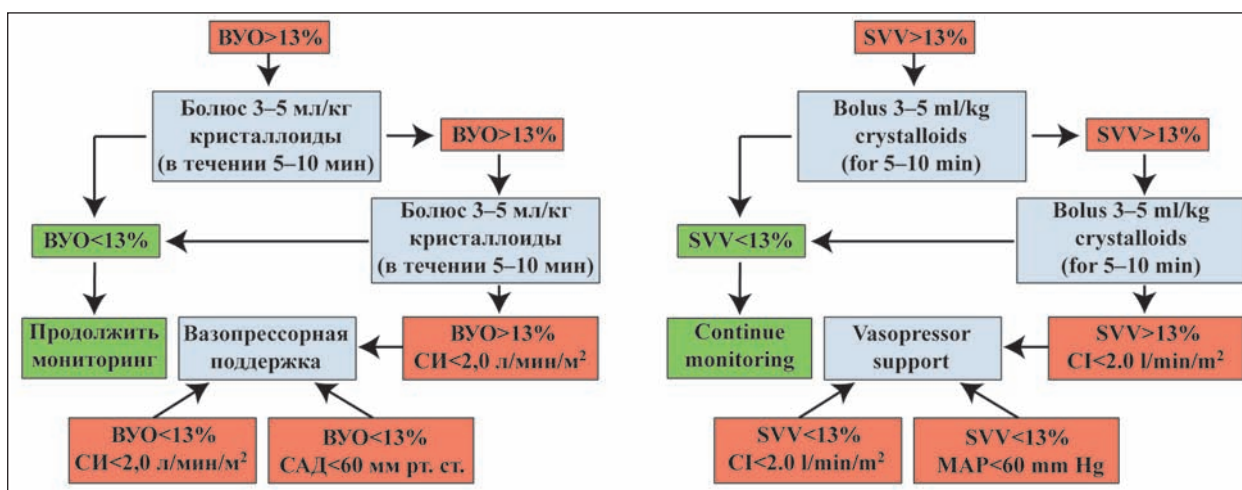 ВУО>13%
Болюс 3–5 мл/кг
кристаллоиды
(в течении 5–10 мин)
ВУО>13%
Болюс 3–5 мл/кг
кристаллоиды
(в течении 5–10 мин)
ВУО<13%
Продолжить
мониторинг
Вазопрессорная
поддержка
ВУО>13%
СИ<2,0 л/мин/м²
ВУО<13%
СИ<2,0 л/мин/м²
ВУО<13%
САД<60 мм рт. ст.
SVV>13%
Bolus 3–5 ml/kg
crystalloids
(for 5–10 min)
SVV>13%
Bolus 3–5 ml/kg
crystalloids
(for 5–10 min)
SVV<13%
Continue
monitoring
Vasopressor
support
SVV>13%
CI<2.0 l/min/m²
SVV<13%
CI<2.0 l/min/m²
SVV<13%
MAP<60 mm Hg